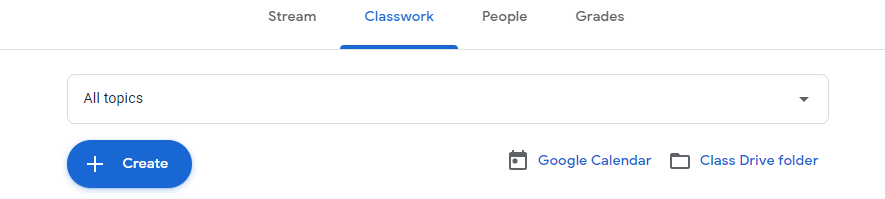 Stream Classwork People Grades
All topics
Create Google Calendar Class Drive folder